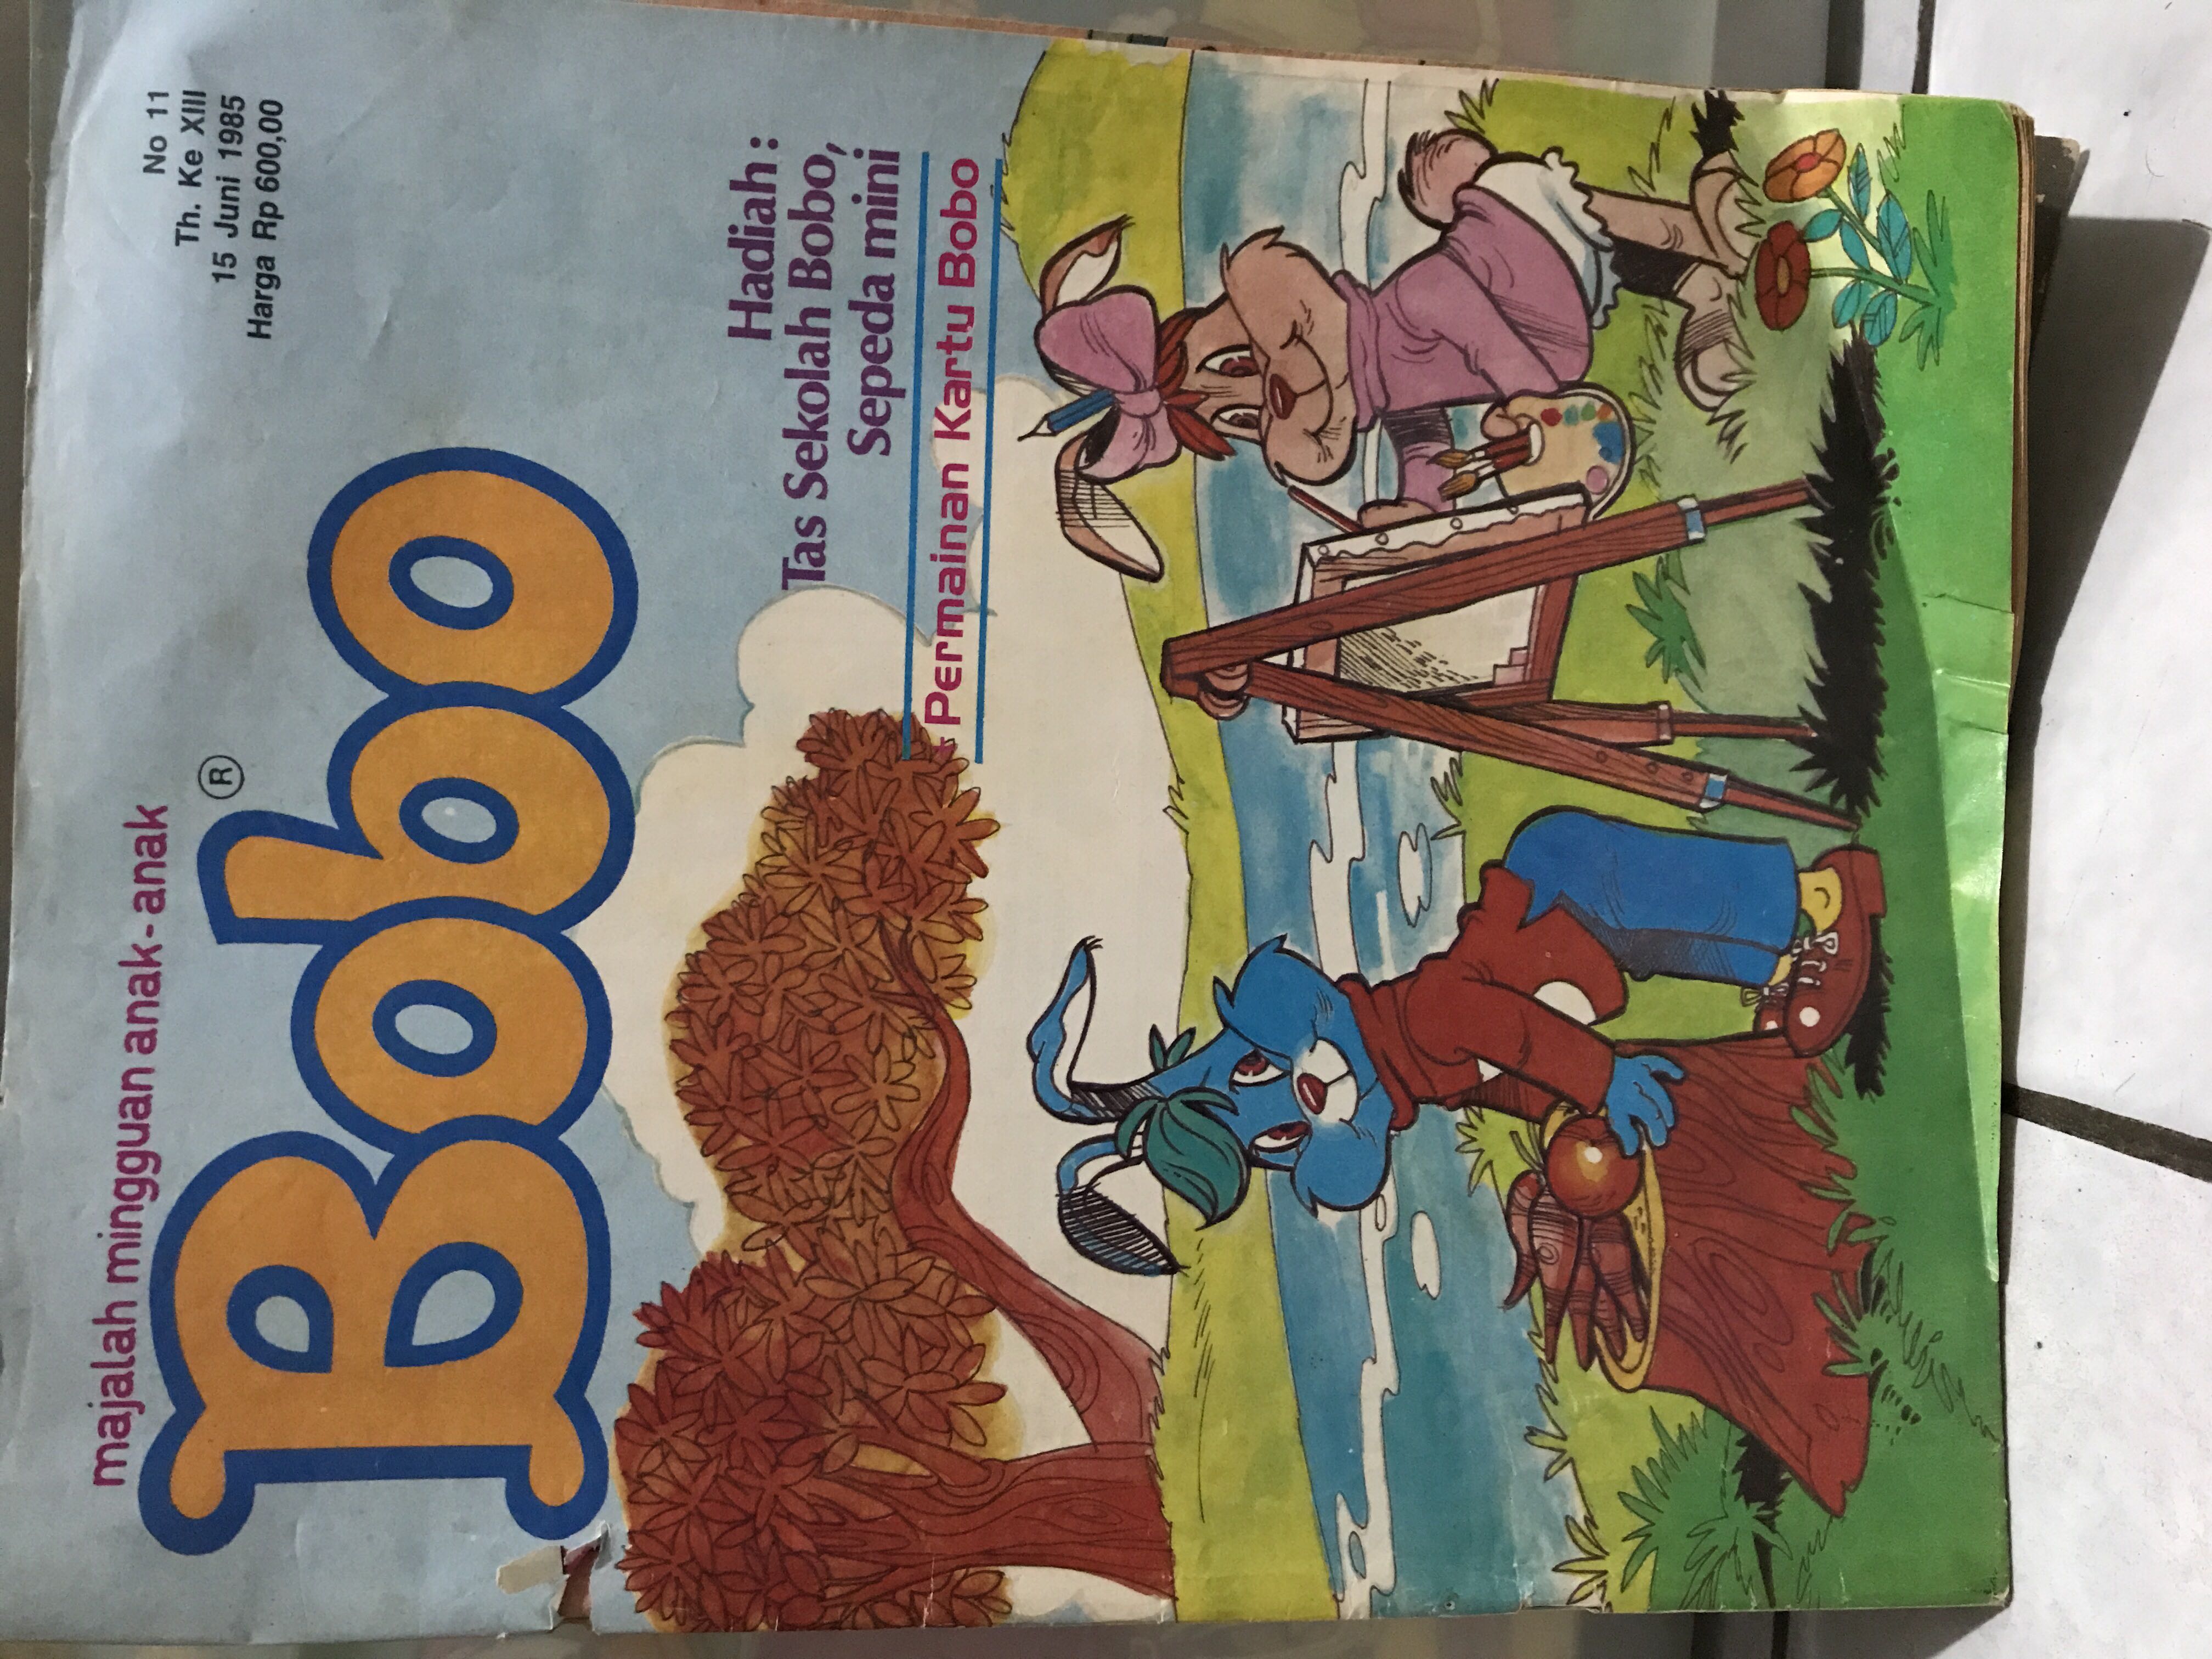 majalah mingguan anak-anak
Bobo
®
No 11
Th. Ke XIII
15 Juni 1985
Harga Rp 600,00
Hadiah :
Tas Sekolah Bobo,
Sepeda mini
* Permainan Kartu Bobo